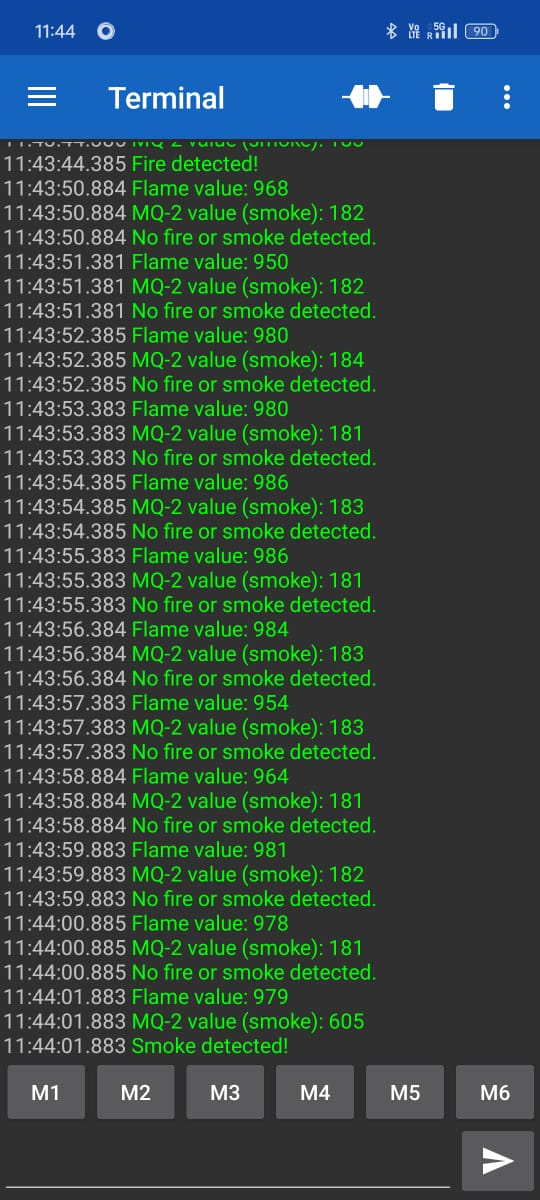 11:44
Vo LTE R 5G 90
Terminal
11:43:44.385 Fire detected!
11:43:50.884 Flame value: 968
11:43:50.884 MQ-2 value (smoke): 182
11:43:50.884 No fire or smoke detected.
11:43:51.381 Flame value: 950
11:43:51.381 MQ-2 value (smoke): 182
11:43:51.381 No fire or smoke detected.
11:43:52.385 Flame value: 980
11:43:52.385 MQ-2 value (smoke): 184
11:43:52.385 No fire or smoke detected.
11:43:53.383 Flame value: 980
11:43:53.383 MQ-2 value (smoke): 181
11:43:53.383 No fire or smoke detected.
11:43:54.385 Flame value: 986
11:43:54.385 MQ-2 value (smoke): 183
11:43:54.385 No fire or smoke detected.
11:43:55.383 Flame value: 986
11:43:55.383 MQ-2 value (smoke): 181
11:43:55.383 No fire or smoke detected.
11:43:56.384 Flame value: 984
11:43:56.384 MQ-2 value (smoke): 183
11:43:56.384 No fire or smoke detected.
11:43:57.383 Flame value: 954
11:43:57.383 MQ-2 value (smoke): 183
11:43:57.383 No fire or smoke detected.
11:43:58.884 Flame value: 964
11:43:58.884 MQ-2 value (smoke): 181
11:43:58.884 No fire or smoke detected.
11:43:59.883 Flame value: 981
11:43:59.883 MQ-2 value (smoke): 182
11:43:59.883 No fire or smoke detected.
11:44:00.885 Flame value: 978
11:44:00.885 MQ-2 value (smoke): 181
11:44:00.885 No fire or smoke detected.
11:44:01.883 Flame value: 979
11:44:01.883 MQ-2 value (smoke): 605
11:44:01.883 Smoke detected!
M1 M2 M3 M4 M5 M6